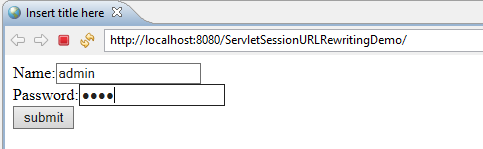 Insert title here
http://localhost:8080/ServletSessionURLRewritingDemo/
Name: admin
Password: ●●●●
submit